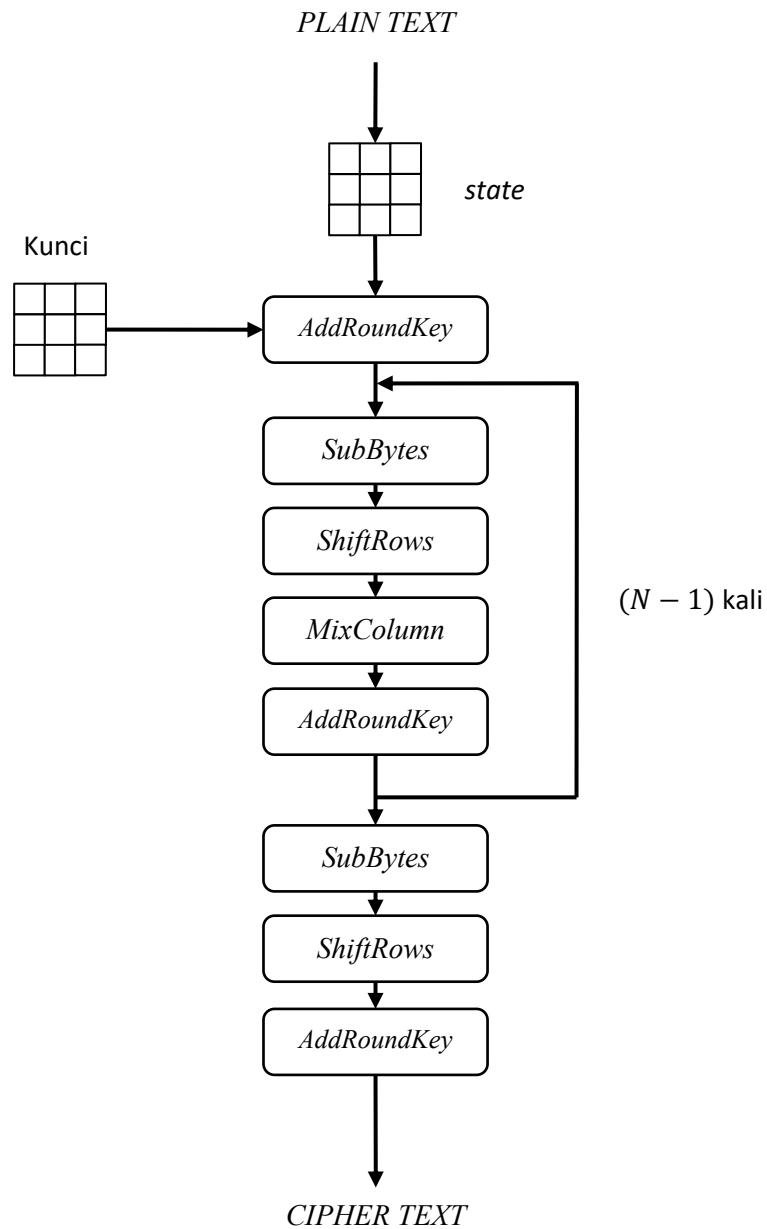 PLAIN TEXT
state
Kunci
AddRoundKey
SubBytes
ShiftRows
MixColumn
(N − 1) kali
AddRoundKey
SubBytes
ShiftRows
AddRoundKey
CIPHER TEXT